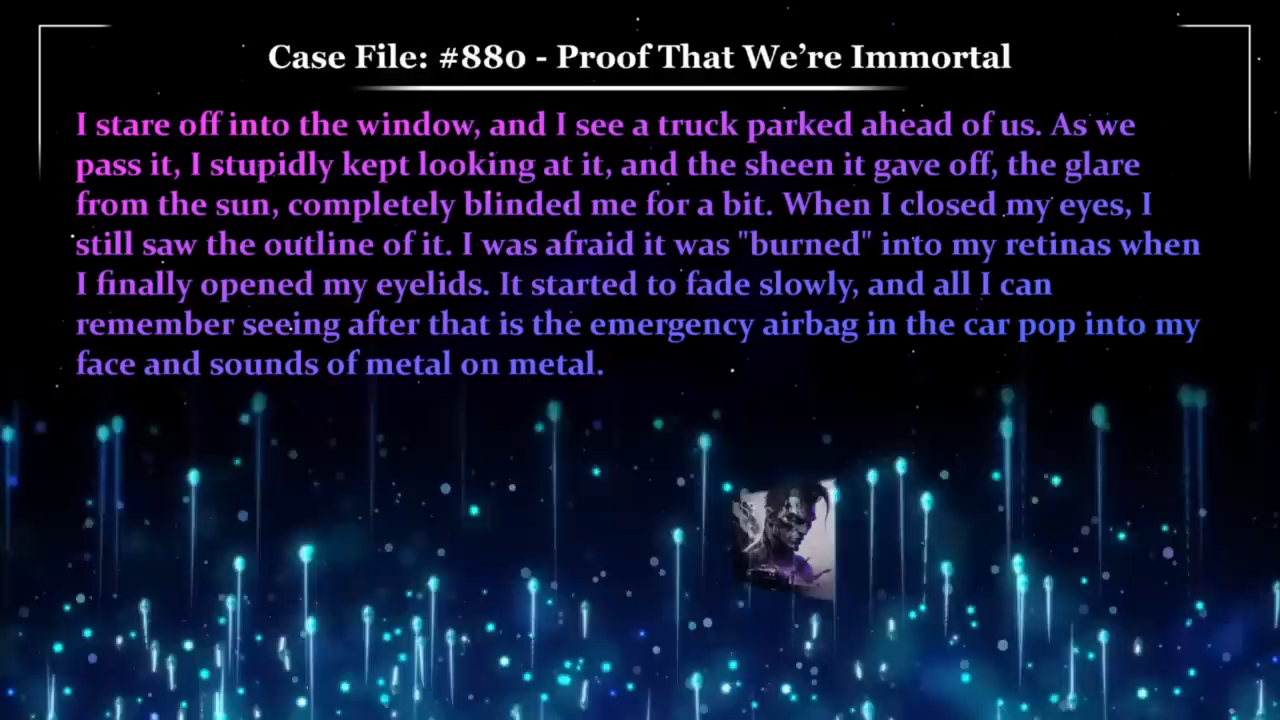 Case File: #880 - Proof That We’re Immortal
I stare off into the window, and I see a truck parked ahead of us. As we
pass it, I stupidly kept looking at it, and the sheen it gave off, the glare
from the sun, completely blinded me for a bit. When I closed my eyes, I
still saw the outline of it. I was afraid it was "burned" into my retinas when
I finally opened my eyelids. It started to fade slowly, and all I can
remember seeing after that is the emergency airbag in the car pop into my
face and sounds of metal on metal.